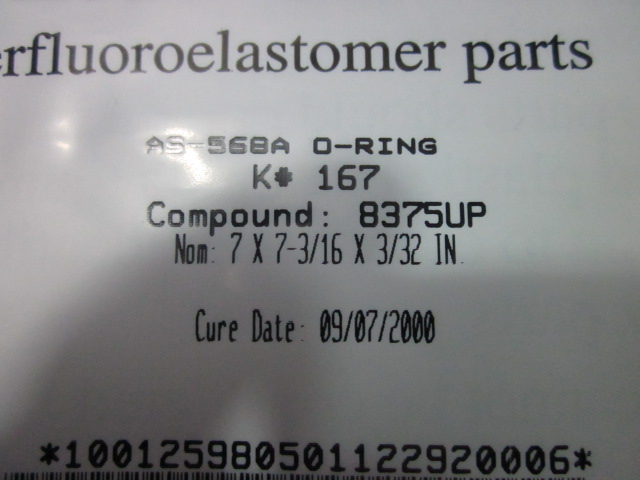 erfluoroelastomer parts
AS-568A O-RING
K# 167
Compound: 8375UP
Nom: 7 X 7-3/16 X 3/32 IN.
Cure Date: 09/07/2000
*100125980501122920006*